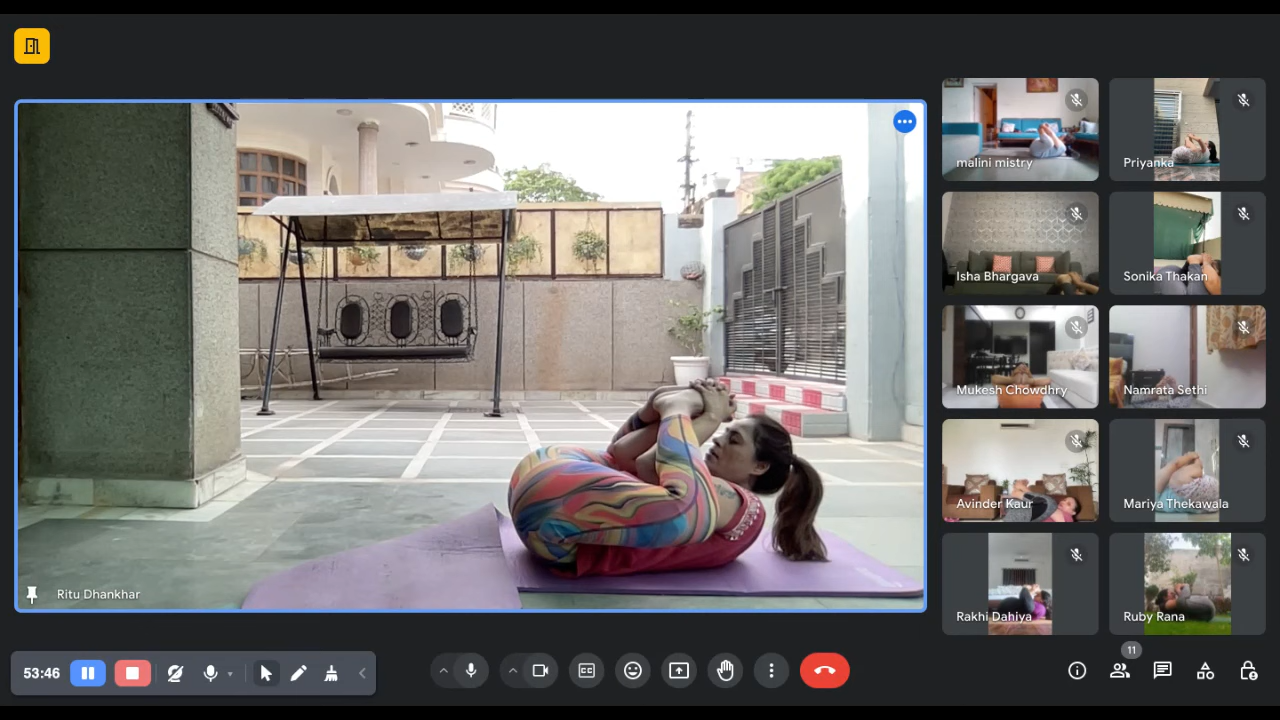 malini mistry
Priyanka
Isha Bhargava
Sonika Thakan
Mukesh Chowdhry
Namrata Sethi
Avinder Kaur
Mariya Thekawala
Ritu Dhankhar
Rakhi Dahiya
Ruby Rana
53:46
CC
11